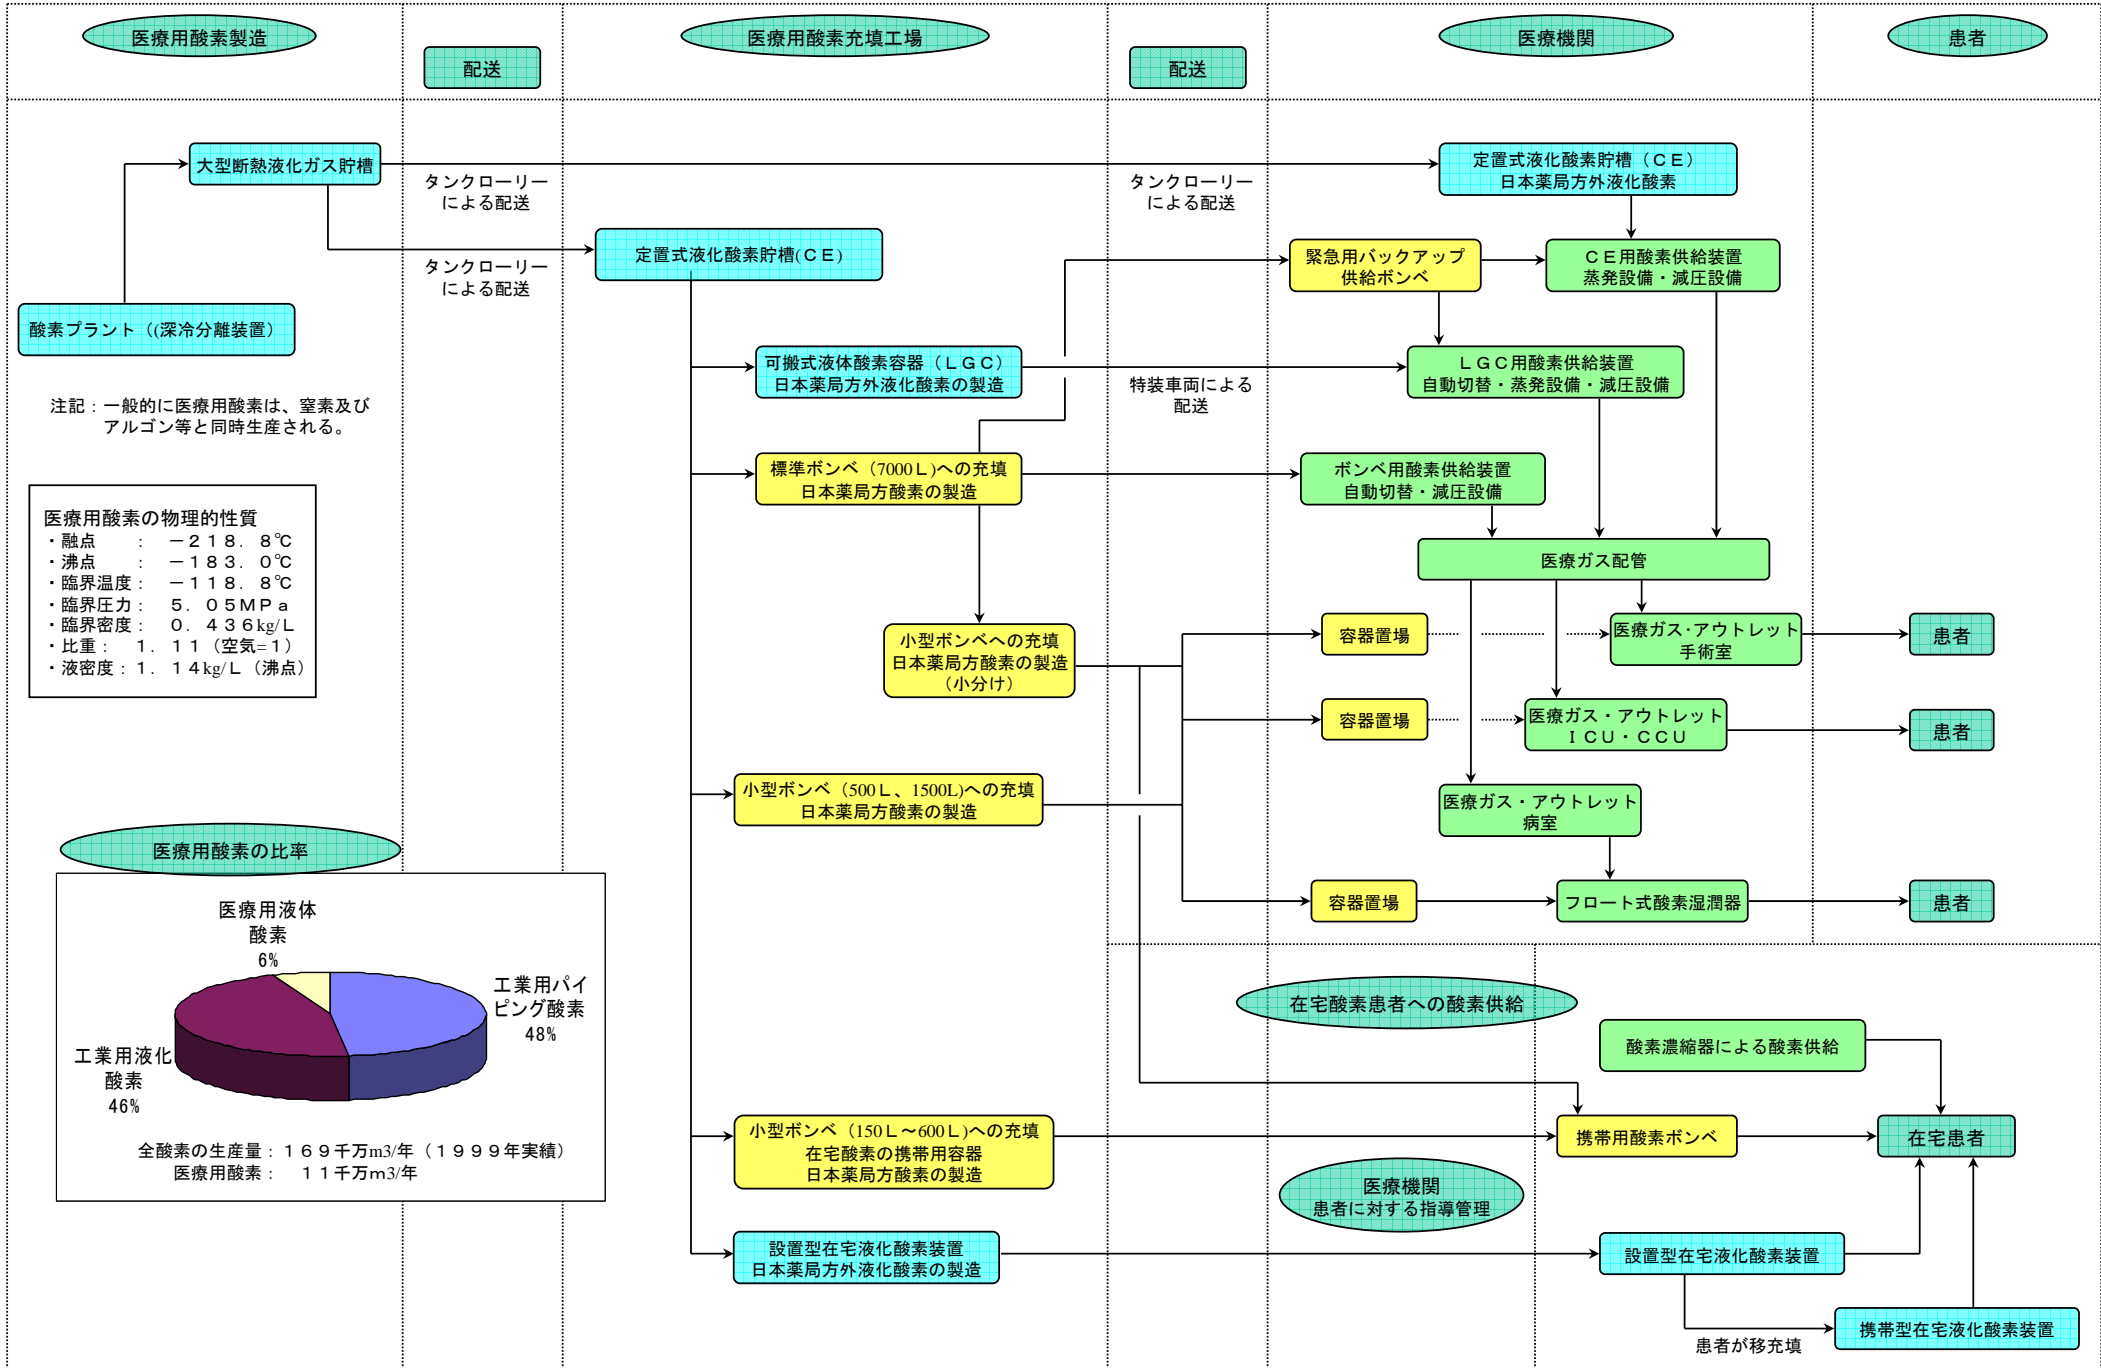 医療用酸素製造
配送
医療用酸素充填工場
配送
医療機関
患者
大型断熱液化ガス貯槽
タンクローリー
による配送
タンクローリー
による配送
定置式液化酸素貯槽（ＣＥ）
日本薬局方外液化酸素
定置式液化酸素貯槽(ＣＥ)
タンクローリー
による配送
緊急用バックアップ
供給ボンベ
ＣＥ用酸素供給装置
蒸発設備・減圧設備
酸素プラント（(深冷分離装置）
可搬式液体酸素容器（ＬＧＣ）
日本薬局方外液化酸素の製造
特装車両による
配送
ＬＧＣ用酸素供給装置
自動切替・蒸発設備・減圧設備
注記：一般的に医療用酸素は、窒素及び
アルゴン等と同時生産される。
標準ボンベ（7000Ｌ)への充填
日本薬局方酸素の製造
ボンベ用酸素供給装置
自動切替・減圧設備
医療用酸素の物理的性質
・融点　　：　－２１８．８℃
・沸点　　：　－１８３．０℃
・臨界温度：　－１１８．８℃
・臨界圧力：　５．０５ＭＰａ
・臨界密度：　０．４３６kg/Ｌ
・比重：　１．１１（空気=１）
・液密度：１．１４kg/Ｌ（沸点）
医療ガス配管
小型ボンベへの充填
日本薬局方酸素の製造
（小分け）
容器置場
医療ガス・アウトレット
手術室
患者
容器置場
医療ガス・アウトレット
ＩＣＵ・ＣＣＵ
患者
小型ボンベ（500Ｌ、1500L)への充填
日本薬局方酸素の製造
医療ガス・アウトレット
病室
容器置場
フロート式酸素湿潤器
患者
医療用酸素の比率
医療用液体
酸素
6%
工業用パイ
ピング酸素
48%
工業用液化
酸素
46%
全酸素の生産量：１６９千万m3/年（１９９９年実績）
医療用酸素：　１１千万ｍ3/年
在宅酸素患者への酸素供給
酸素濃縮器による酸素供給
小型ボンベ（150Ｌ～600Ｌ)への充填
在宅酸素の携帯用容器
日本薬局方酸素の製造
携帯用酸素ボンベ
在宅患者
医療機関
患者に対する指導管理
設置型在宅液化酸素装置
日本薬局方外液化酸素の製造
設置型在宅液化酸素装置
患者が移充填
携帯型在宅液化酸素装置